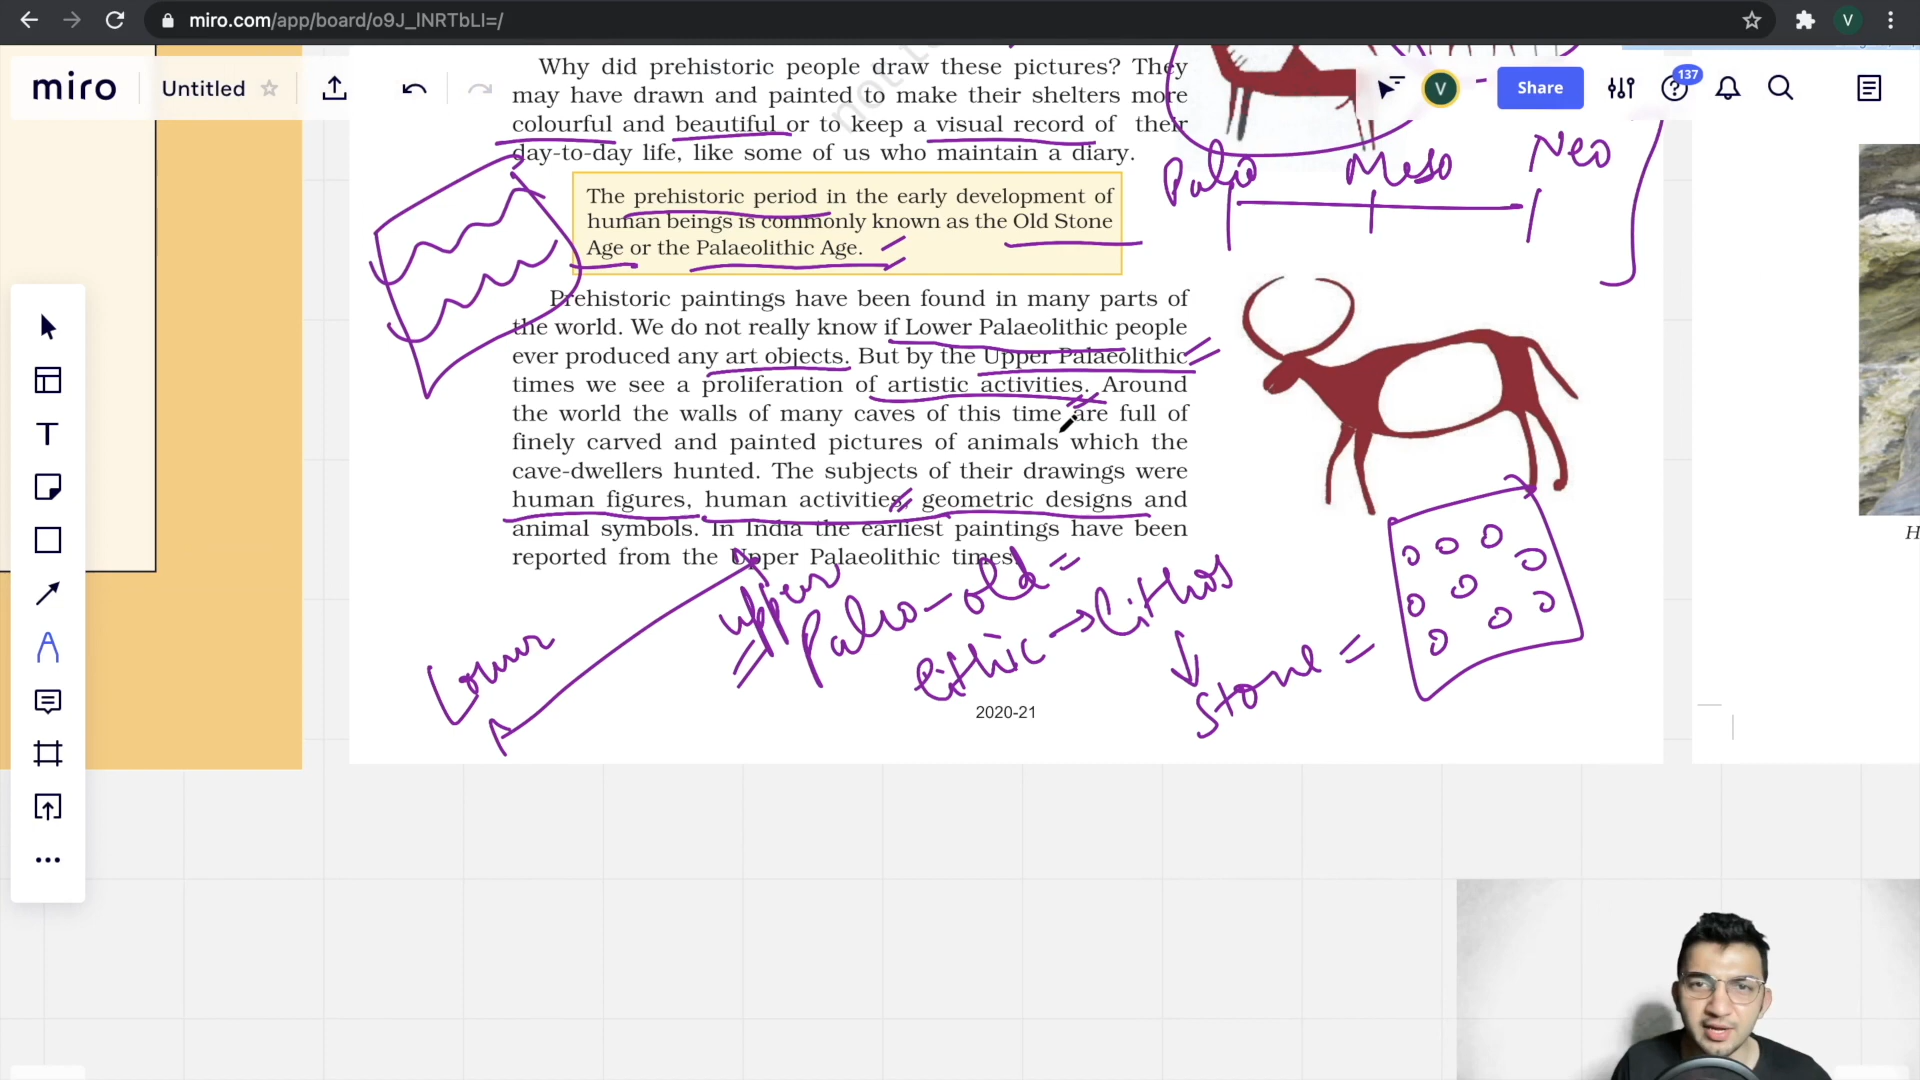 miro.com/app/board/o9J_lNRTbLI=/
V
miro
Untitled
137
V
Share
Why did prehistoric people draw these pictures? They
may have drawn and painted to make their shelters more
colourful and beautiful or to keep a visual record of their
day-to-day life, like some of us who maintain a diary.
Palio Meso Neo
The prehistoric period in the early development of
human beings is commonly known as the Old Stone
Age or the Palaeolithic Age.
Prehistoric paintings have been found in many parts of
the world. We do not really know if Lower Palaeolithic people
ever produced any art objects. But by the Upper Palaeolithic
times we see a proliferation of artistic activities. Around
the world the walls of many caves of this time are full of
finely carved and painted pictures of animals which the
cave-dwellers hunted. The subjects of their drawings were
human figures, human activities, geometric designs and
animal symbols. In India the earliest paintings have been
reported from the Upper Palaeolithic times.
H
Lower
upper
Palio - old =
lithic → Lithos
Stone =
2020-21